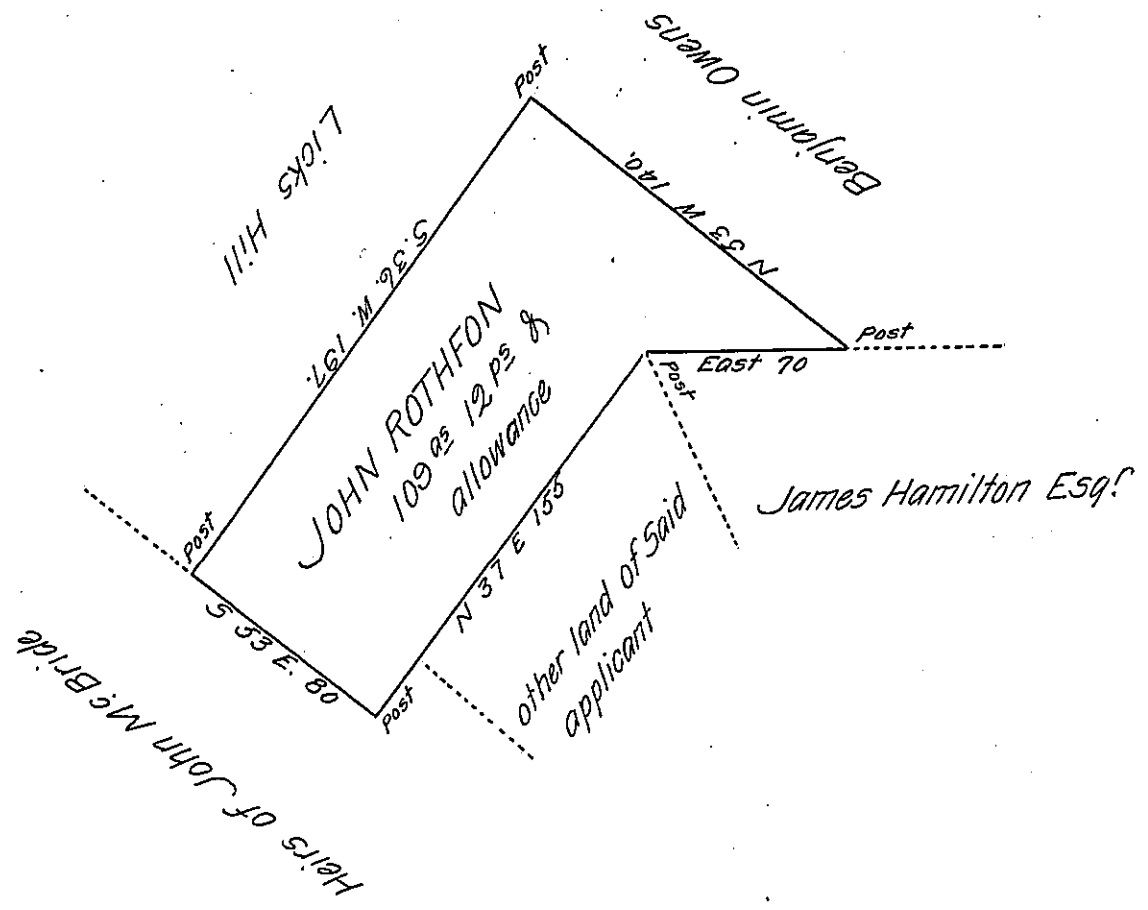 Post
Benjamin Owens
Licks Hill
N 53 W 140.
S. 36. W. 197.
Post
East 70
Post
JOHN ROTHFON
109 as 12 ps &
allowance
James Hamilton Esqr
N 37 E 155
Post
other land of Said
applicant
S 53 E. 80
Post
Heirs of John McBride